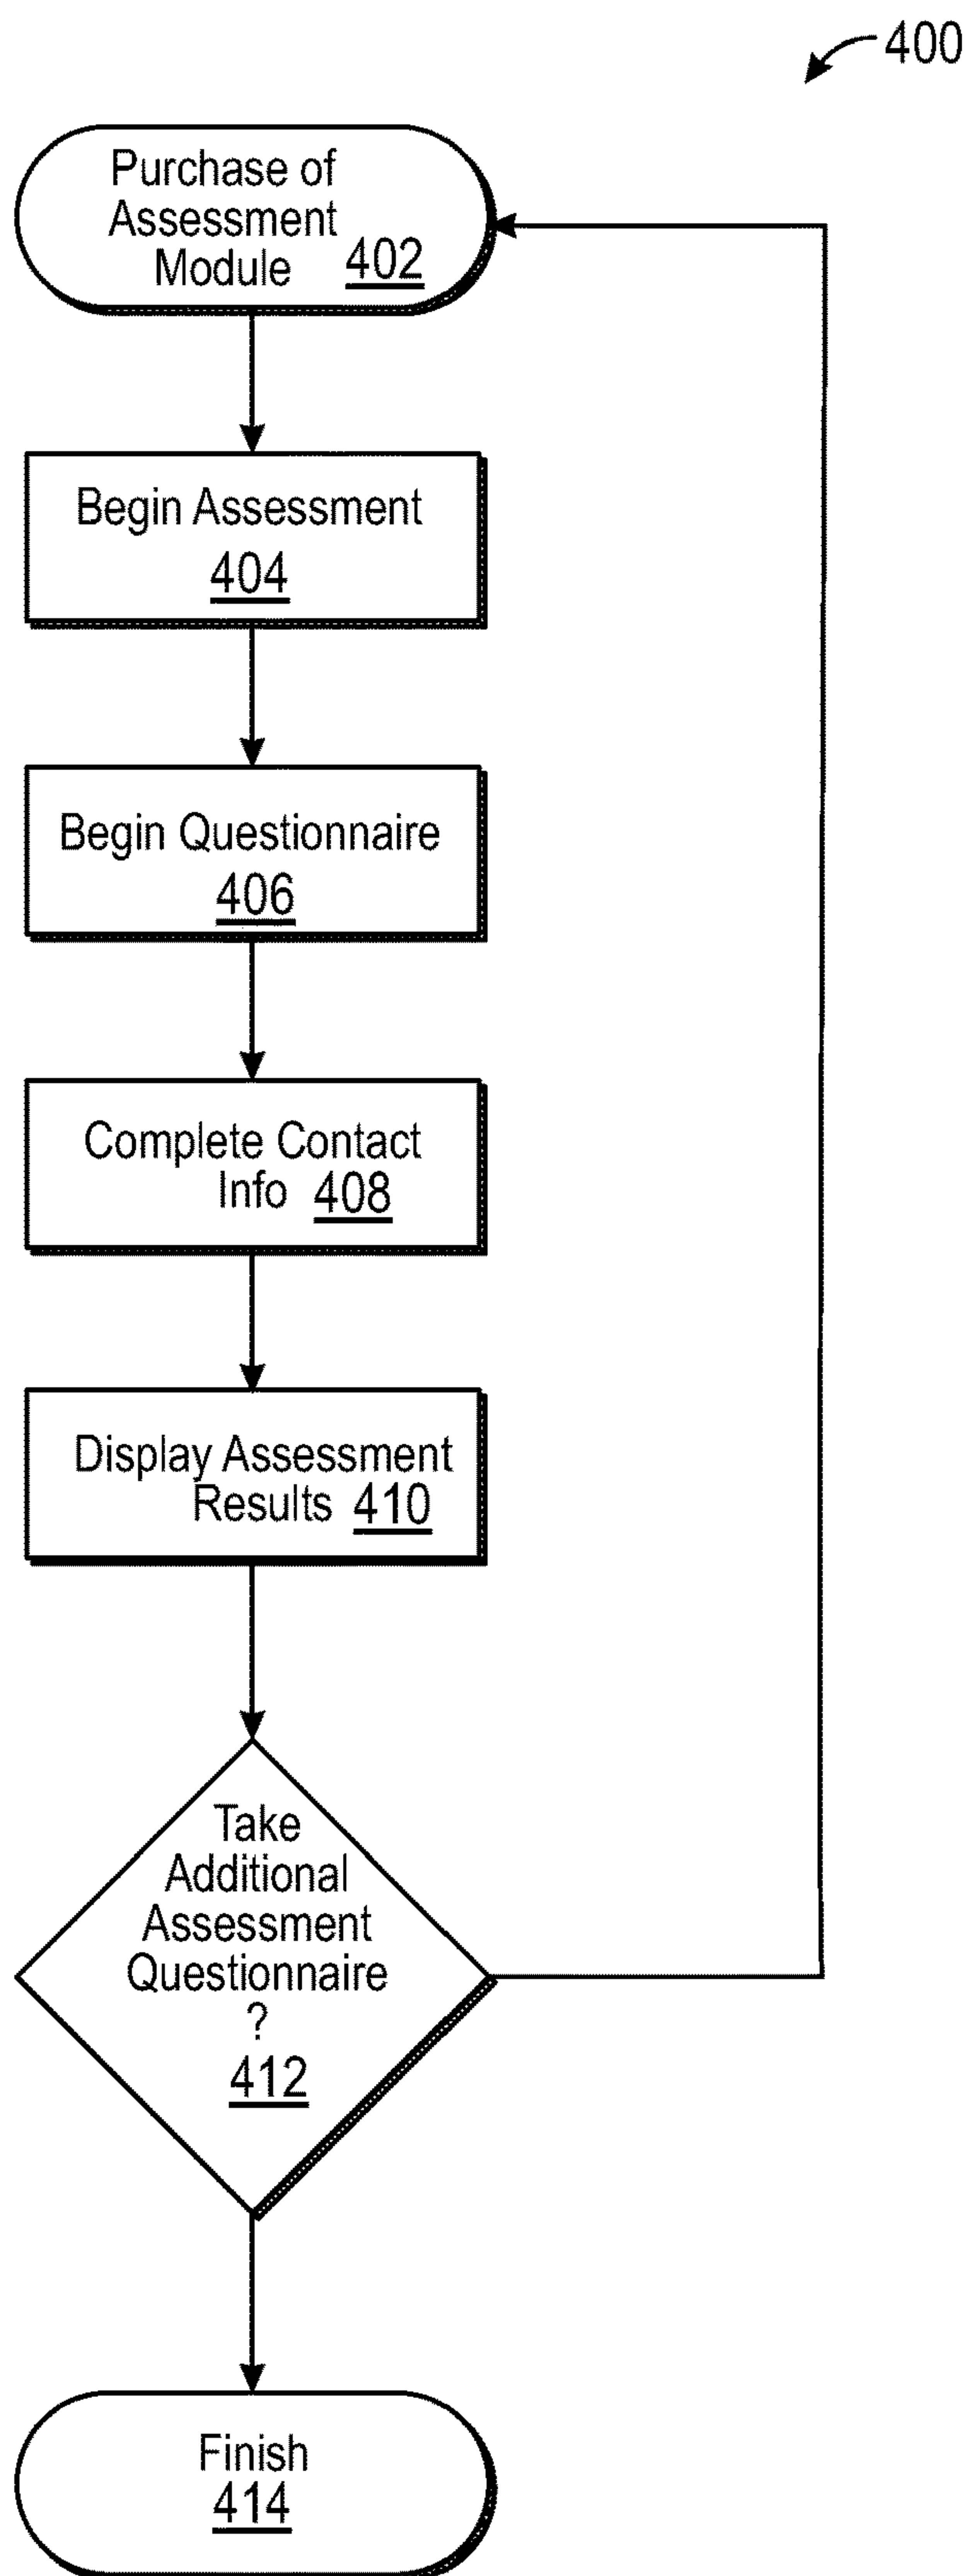 400
Purchase of
Assessment
Module 402
Begin Assessment
404
Begin Questionnaire
406
Complete Contact
Info 408
Display Assessment
Results 410
Take
Additional
Assessment
Questionnaire
?
412
Finish
414